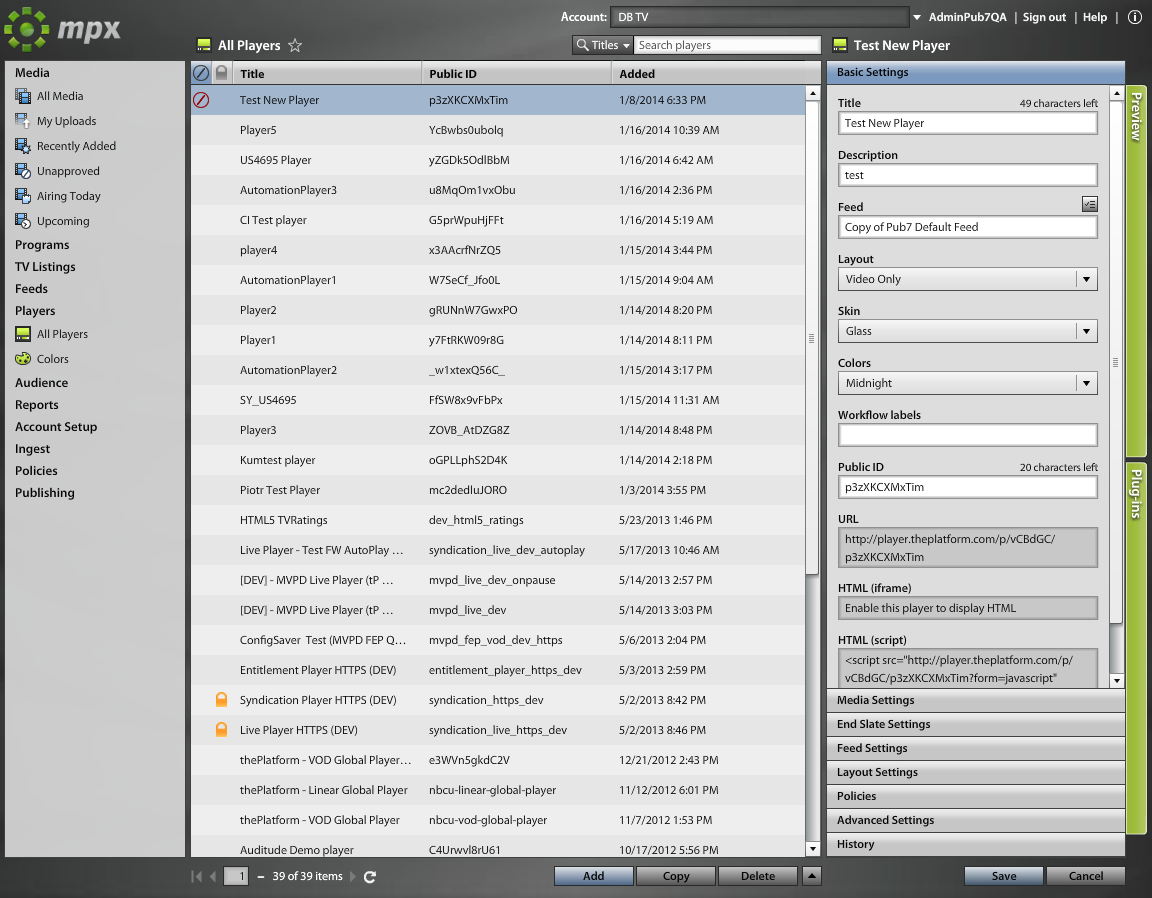 mpx
Account: DB TV AdminPub7QA | Sign out | Help |
All Players
Titles Search players
Test New Player
Media
All Media
My Uploads
Recently Added
Unapproved
Airing Today
Upcoming
Programs
TV Listings
Feeds
Players
All Players
Colors
Audience
Reports
Account Setup
Ingest
Policies
Publishing
Title Public ID Added
Test New Player p3zXKCXMxTim 1/8/2014 6:33 PM
Player5 YcBwbs0ubolq 1/16/2014 10:39 AM
US4695 Player yZGDk5OdlBbM 1/16/2014 6:42 AM
AutomationPlayer3 u8MqOm1vxObu 1/16/2014 2:36 PM
CI Test player G5prWpuHjFFt 1/16/2014 5:19 AM
player4 x3AAcrfNrZQ5 1/15/2014 3:44 PM
AutomationPlayer1 W7SeCf_Jfo0L 1/15/2014 9:04 AM
Player2 gRUNnW7GwxPO 1/14/2014 8:20 PM
Player1 y7FtRKW09r8G 1/14/2014 8:11 PM
AutomationPlayer2 _w1xtexQ56C_ 1/15/2014 3:17 PM
SY_US4695 FfSW8x9vFbPx 1/15/2014 11:31 AM
Player3 ZOVB_AtDZG8Z 1/14/2014 8:48 PM
Kumtest player oGPLLphS2D4K 1/14/2014 2:18 PM
Piotr Test Player mc2dedluJORO 1/3/2014 3:55 PM
HTML5 TVRatings dev_html5_ratings 5/23/2013 1:46 PM
Live Player - Test FW AutoPlay ... syndication_live_dev_autoplay 5/17/2013 10:46 AM
[DEV] - MVPD Live Player (tP ... mvpd_live_dev_onpause 5/14/2013 2:57 PM
[DEV] - MVPD Live Player (tP ... mvpd_live_dev 5/14/2013 3:03 PM
ConfigSaver Test (MVPD FEP Q... mvpd_fep_vod_dev_https 5/6/2013 2:04 PM
Entitlement Player HTTPS (DEV) entitlement_player_https_dev 5/3/2013 2:59 PM
Syndication Player HTTPS (DEV) syndication_https_dev 5/2/2013 8:42 PM
Live Player HTTPS (DEV) syndication_live_https_dev 5/2/2013 8:46 PM
thePlatform - VOD Global Player... e3WVn5gkdC2V 12/21/2012 2:43 PM
thePlatform - Linear Global Player nbcu-linear-global-player 11/12/2012 6:01 PM
thePlatform - VOD Global Player nbcu-vod-global-player 11/7/2012 1:53 PM
Auditude Demo player C4Urwvl8rU61 10/17/2012 5:56 PM
1 – 39 of 39 items
Add Copy Delete
Basic Settings
Title 49 characters left
Test New Player
Description
test
Feed
Copy of Pub7 Default Feed
Layout
Video Only
Skin
Glass
Colors
Midnight
Workflow labels
Public ID 20 characters left
p3zXKCXMxTim
URL
http://player.theplatform.com/p/vCBdGC/
p3zXKCXMxTim
HTML (iframe)
Enable this player to display HTML
HTML (script)
<script src="http://player.theplatform.com/p/
vCBdGC/p3zXKCXMxTim?form=javascript"
Media Settings
End Slate Settings
Feed Settings
Layout Settings
Policies
Advanced Settings
History
Save Cancel
Preview
Plug-ins